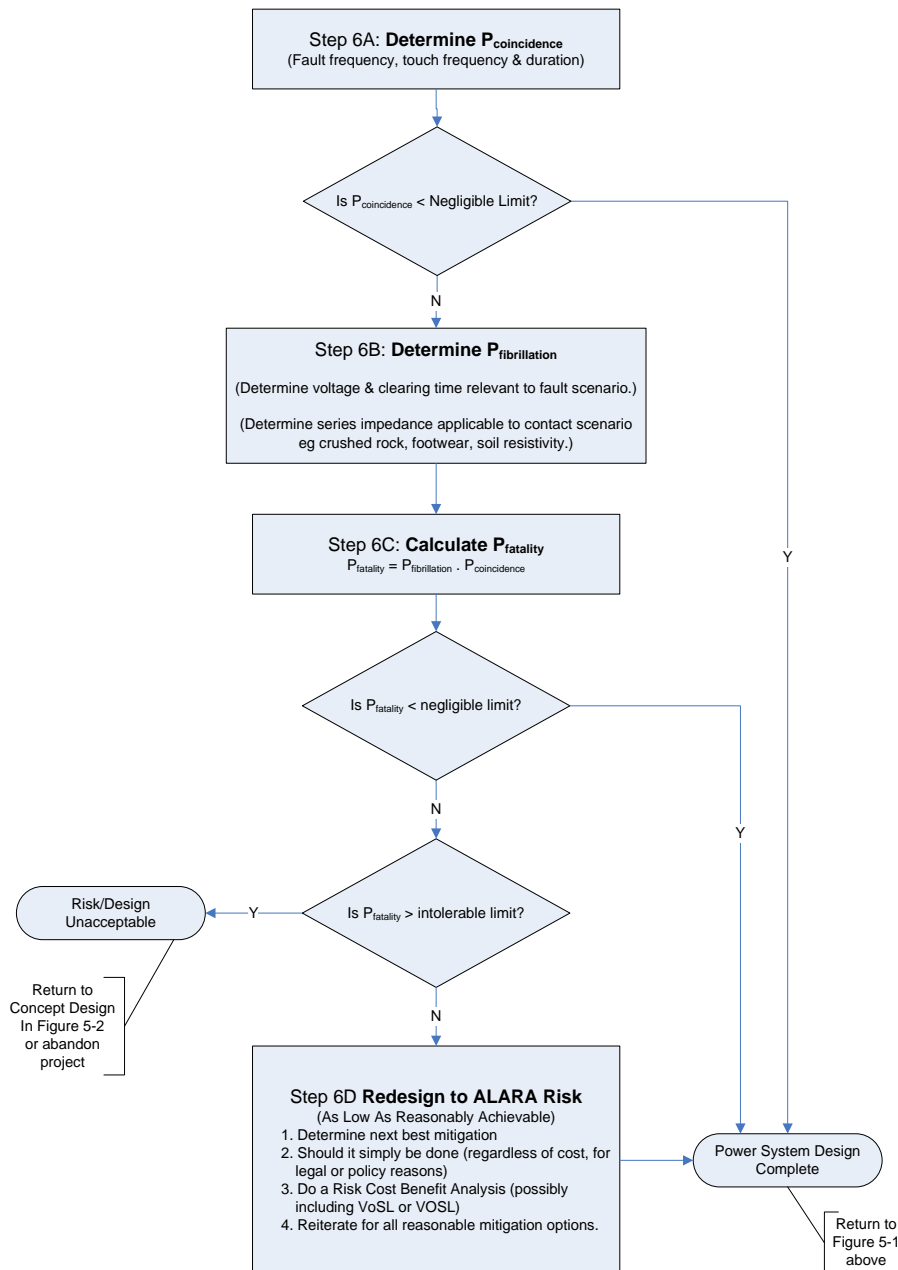 Step 6A: Determine Pcoincidence
(Fault frequency, touch frequency & duration)
Is Pcoincidence < Negligible Limit?
N
Step 6B: Determine Pfibrillation
(Determine voltage & clearing time relevant to fault scenario.)
(Determine series impedance applicable to contact scenario
eg crushed rock, footwear, soil resistivity.)
Step 6C: Calculate Pfatality
Pfatality = Pfibrillation . Pcoincidence
Y
Is Pfatality < negligible limit?
N
Y
Is Pfatality > intolerable limit?
Y
Risk/Design
Unacceptable
Return to
Concept Design
In Figure 5-2
or abandon
project
N
Step 6D Redesign to ALARA Risk
(As Low As Reasonably Achievable)
1. Determine next best mitigation
2. Should it simply be done (regardless of cost, for
legal or policy reasons)
3. Do a Risk Cost Benefit Analysis (possibly
including VoSL or VOSL)
4. Reiterate for all reasonable mitigation options.
Power System Design
Complete
Return to
Figure 5-1
above